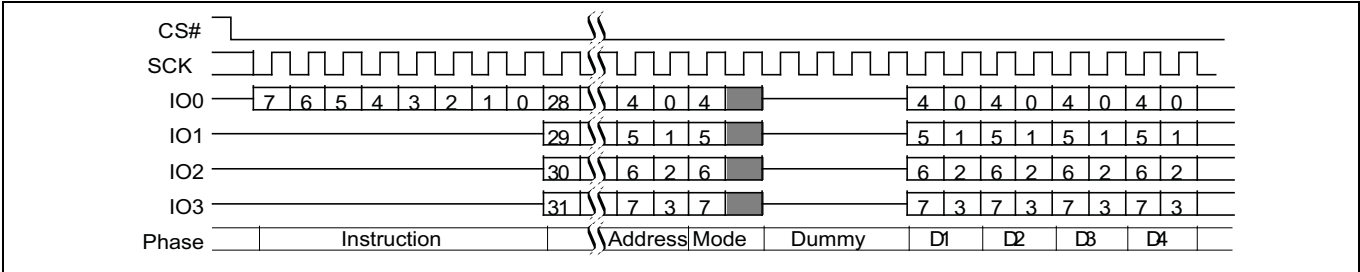 CS#
SCK
IO0 7 6 5 4 3 2 1 0 28 4 0 4 4 0 4 0 4 0 4 0
IO1 29 5 1 5 5 1 5 1 5 1 5 1
IO2 30 6 2 6 6 2 6 2 6 2 6 2
IO3 31 7 3 7 7 3 7 3 7 3 7 3
Phase Instruction Address Mode Dummy D1 D2 D3 D4